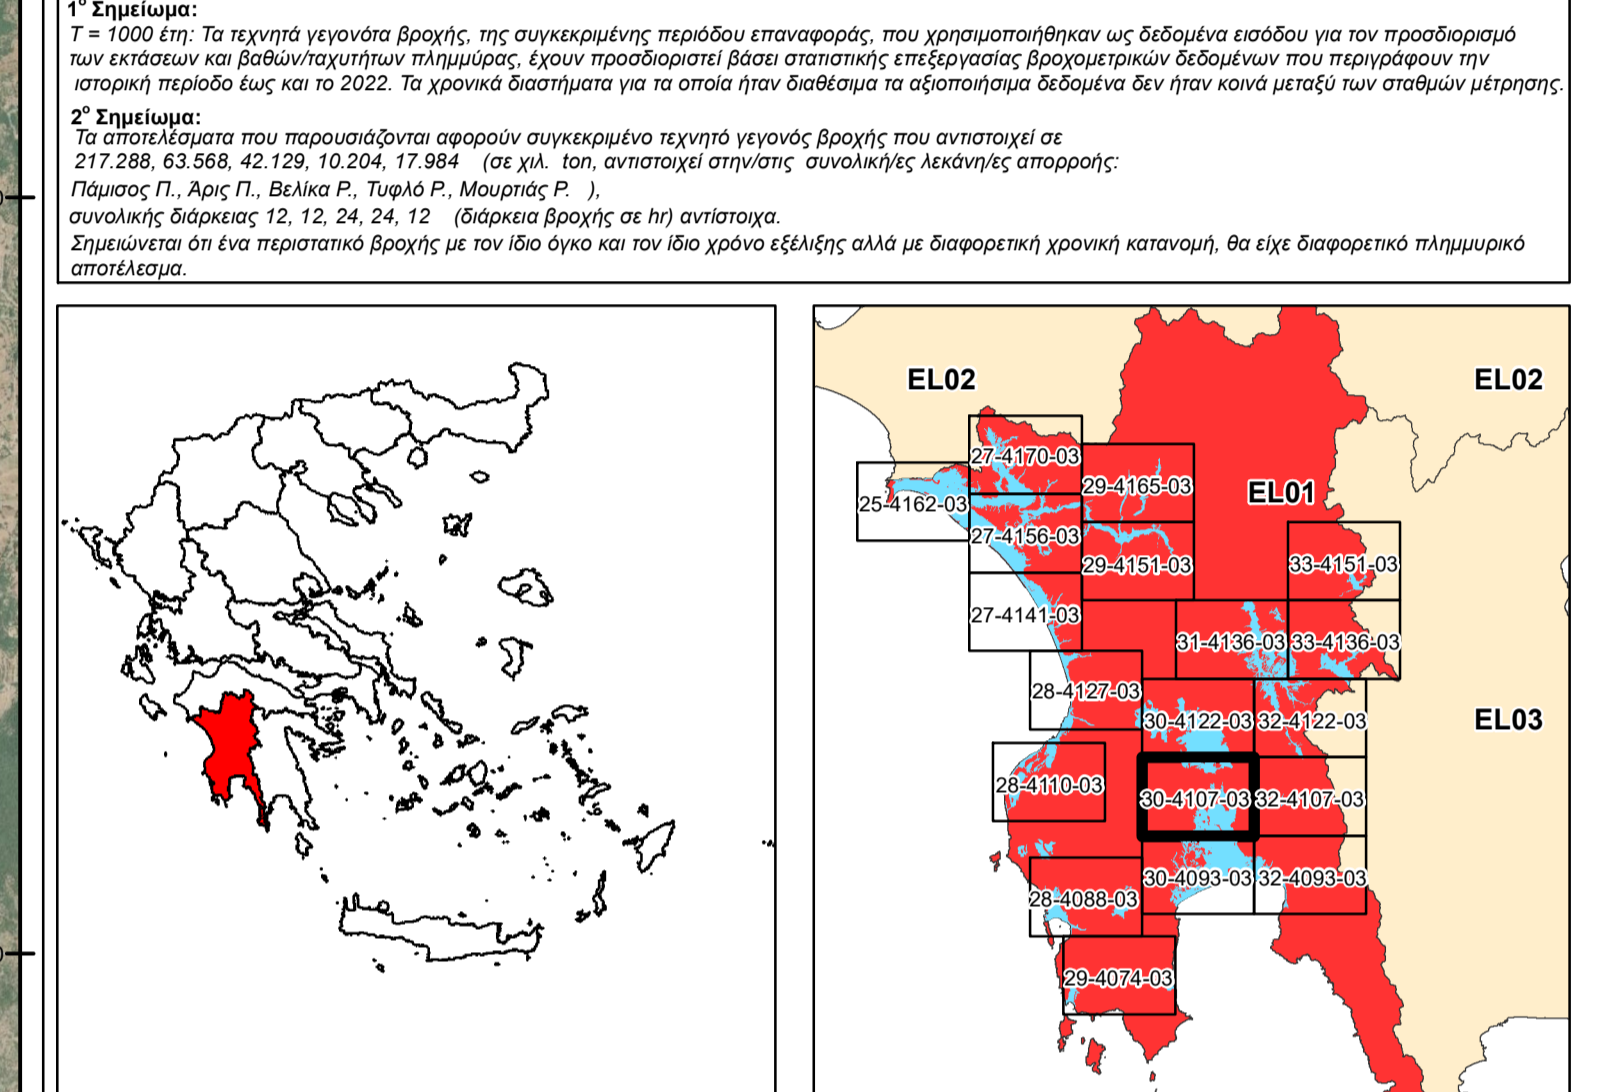 1ο Σημείωμα:
T = 1000 έτη: Τα τεχνητά γεγονότα βροχής, της συγκεκριμένης περιόδου επαναφοράς, που χρησιμοποιήθηκαν ως δεδομένα εισόδου για τον προσδιορισμό
των εκτάσεων και βαθών/ταχυτήτων πλημμύρας, έχουν προσδιοριστεί βάσει στατιστικής επεξεργασίας βροχομετρικών δεδομένων που περιγράφουν την
ιστορική περίοδο έως και το 2022. Τα χρονικά διαστήματα για τα οποία ήταν διαθέσιμα τα αξιοποιήσιμα δεδομένα δεν ήταν κοινά μεταξύ των σταθμών μέτρησης.
2ο Σημείωμα:
Τα αποτελέσματα που παρουσιάζονται αφορούν συγκεκριμένο τεχνητό γεγονός βροχής που αντιστοιχεί σε
217.288, 63.568, 42.129, 10.204, 17.984 (σε χιλ. ton, αντιστοιχεί στην/στις συνολική/ες λεκάνη/ες απορροής:
Πάμισος Π., Άρις Π., Βελίκα Ρ., Τυφλό Ρ., Μουρτιάς Ρ. ),
συνολικής διάρκειας 12, 12, 24, 24, 12 (διάρκεια βροχής σε hr) αντίστοιχα.
Σημειώνεται ότι ένα περιστατικό βροχής με τον ίδιο όγκο και τον ίδιο χρόνο εξέλιξης αλλά με διαφορετική χρονική κατανομή, θα είχε διαφορετικό πλημμυρικό
αποτέλεσμα.
EL02
EL02
27-4170-03
29-4165-03
EL01
25-4162-03
27-4156-03
29-4151-03
33-4151-03
27-4141-03
31-4136-03
33-4136-03
28-4127-03
30-4122-03
32-4122-03
EL03
28-4110-03
30-4107-03
32-4107-03
30-4093-03
32-4093-03
28-4088-03
29-4074-03